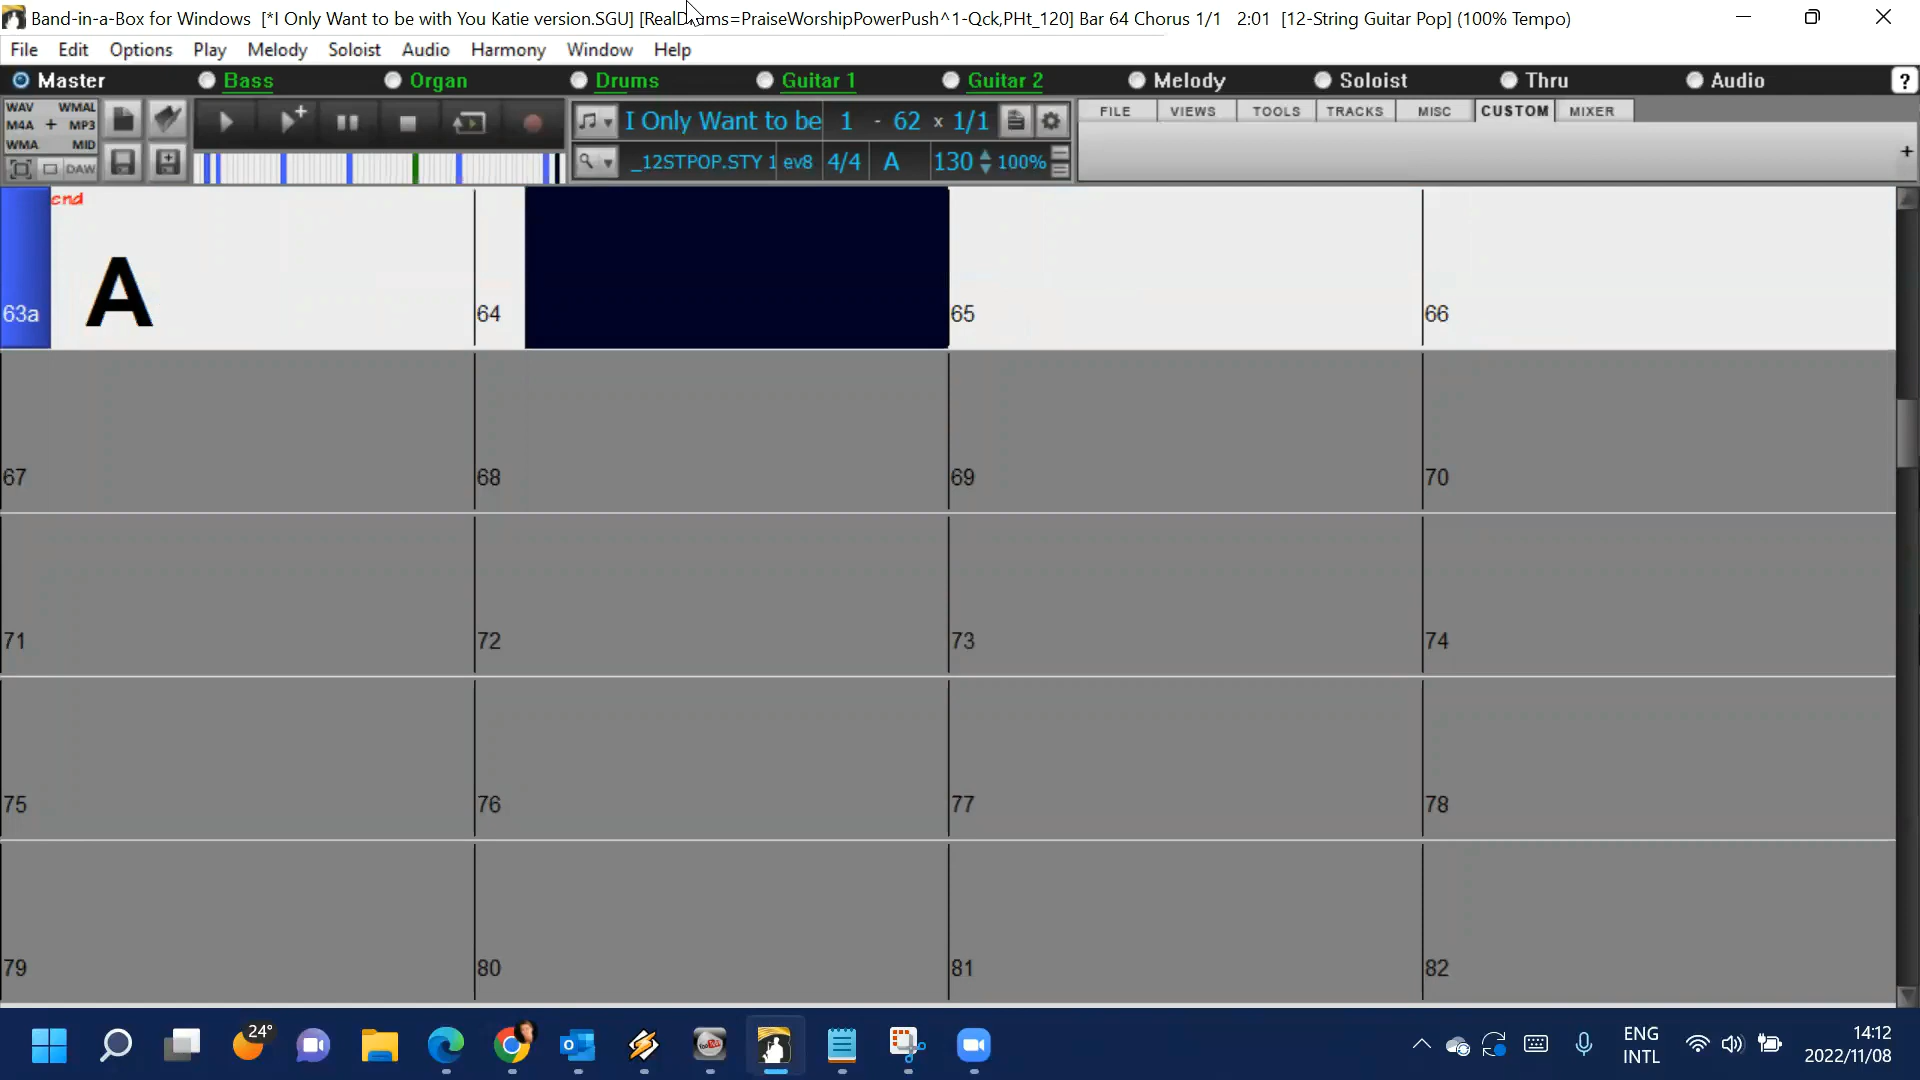 Band-in-a-Box for Windows [*I Only Want to be with You Katie version.SGU] [RealDrums=PraiseWorshipPowerPush^1-Qck,PHt_120] Bar 64 Chorus 1/1 2:01 [12-String Guitar Pop] (100% Tempo)
File Edit Options Play Melody Soloist Audio Harmony Window Help
Master Bass Organ Drums Guitar 1 Guitar 2 Melody Soloist Thru Audio ?
WAV WMAL
M4A + MP3
WMA MID
DAW
I Only Want to be 1 - 62 x 1/1
_12STPOP.STY 1 ev8 4/4 A 130 100%
FILE VIEWS TOOLS TRACKS MISC CUSTOM MIXER
+
end
63a A 64 65 66
67 68 69 70
71 72 73 74
75 76 77 78
79 80 81 82
24°
ENG
INTL
14:12
2022/11/08